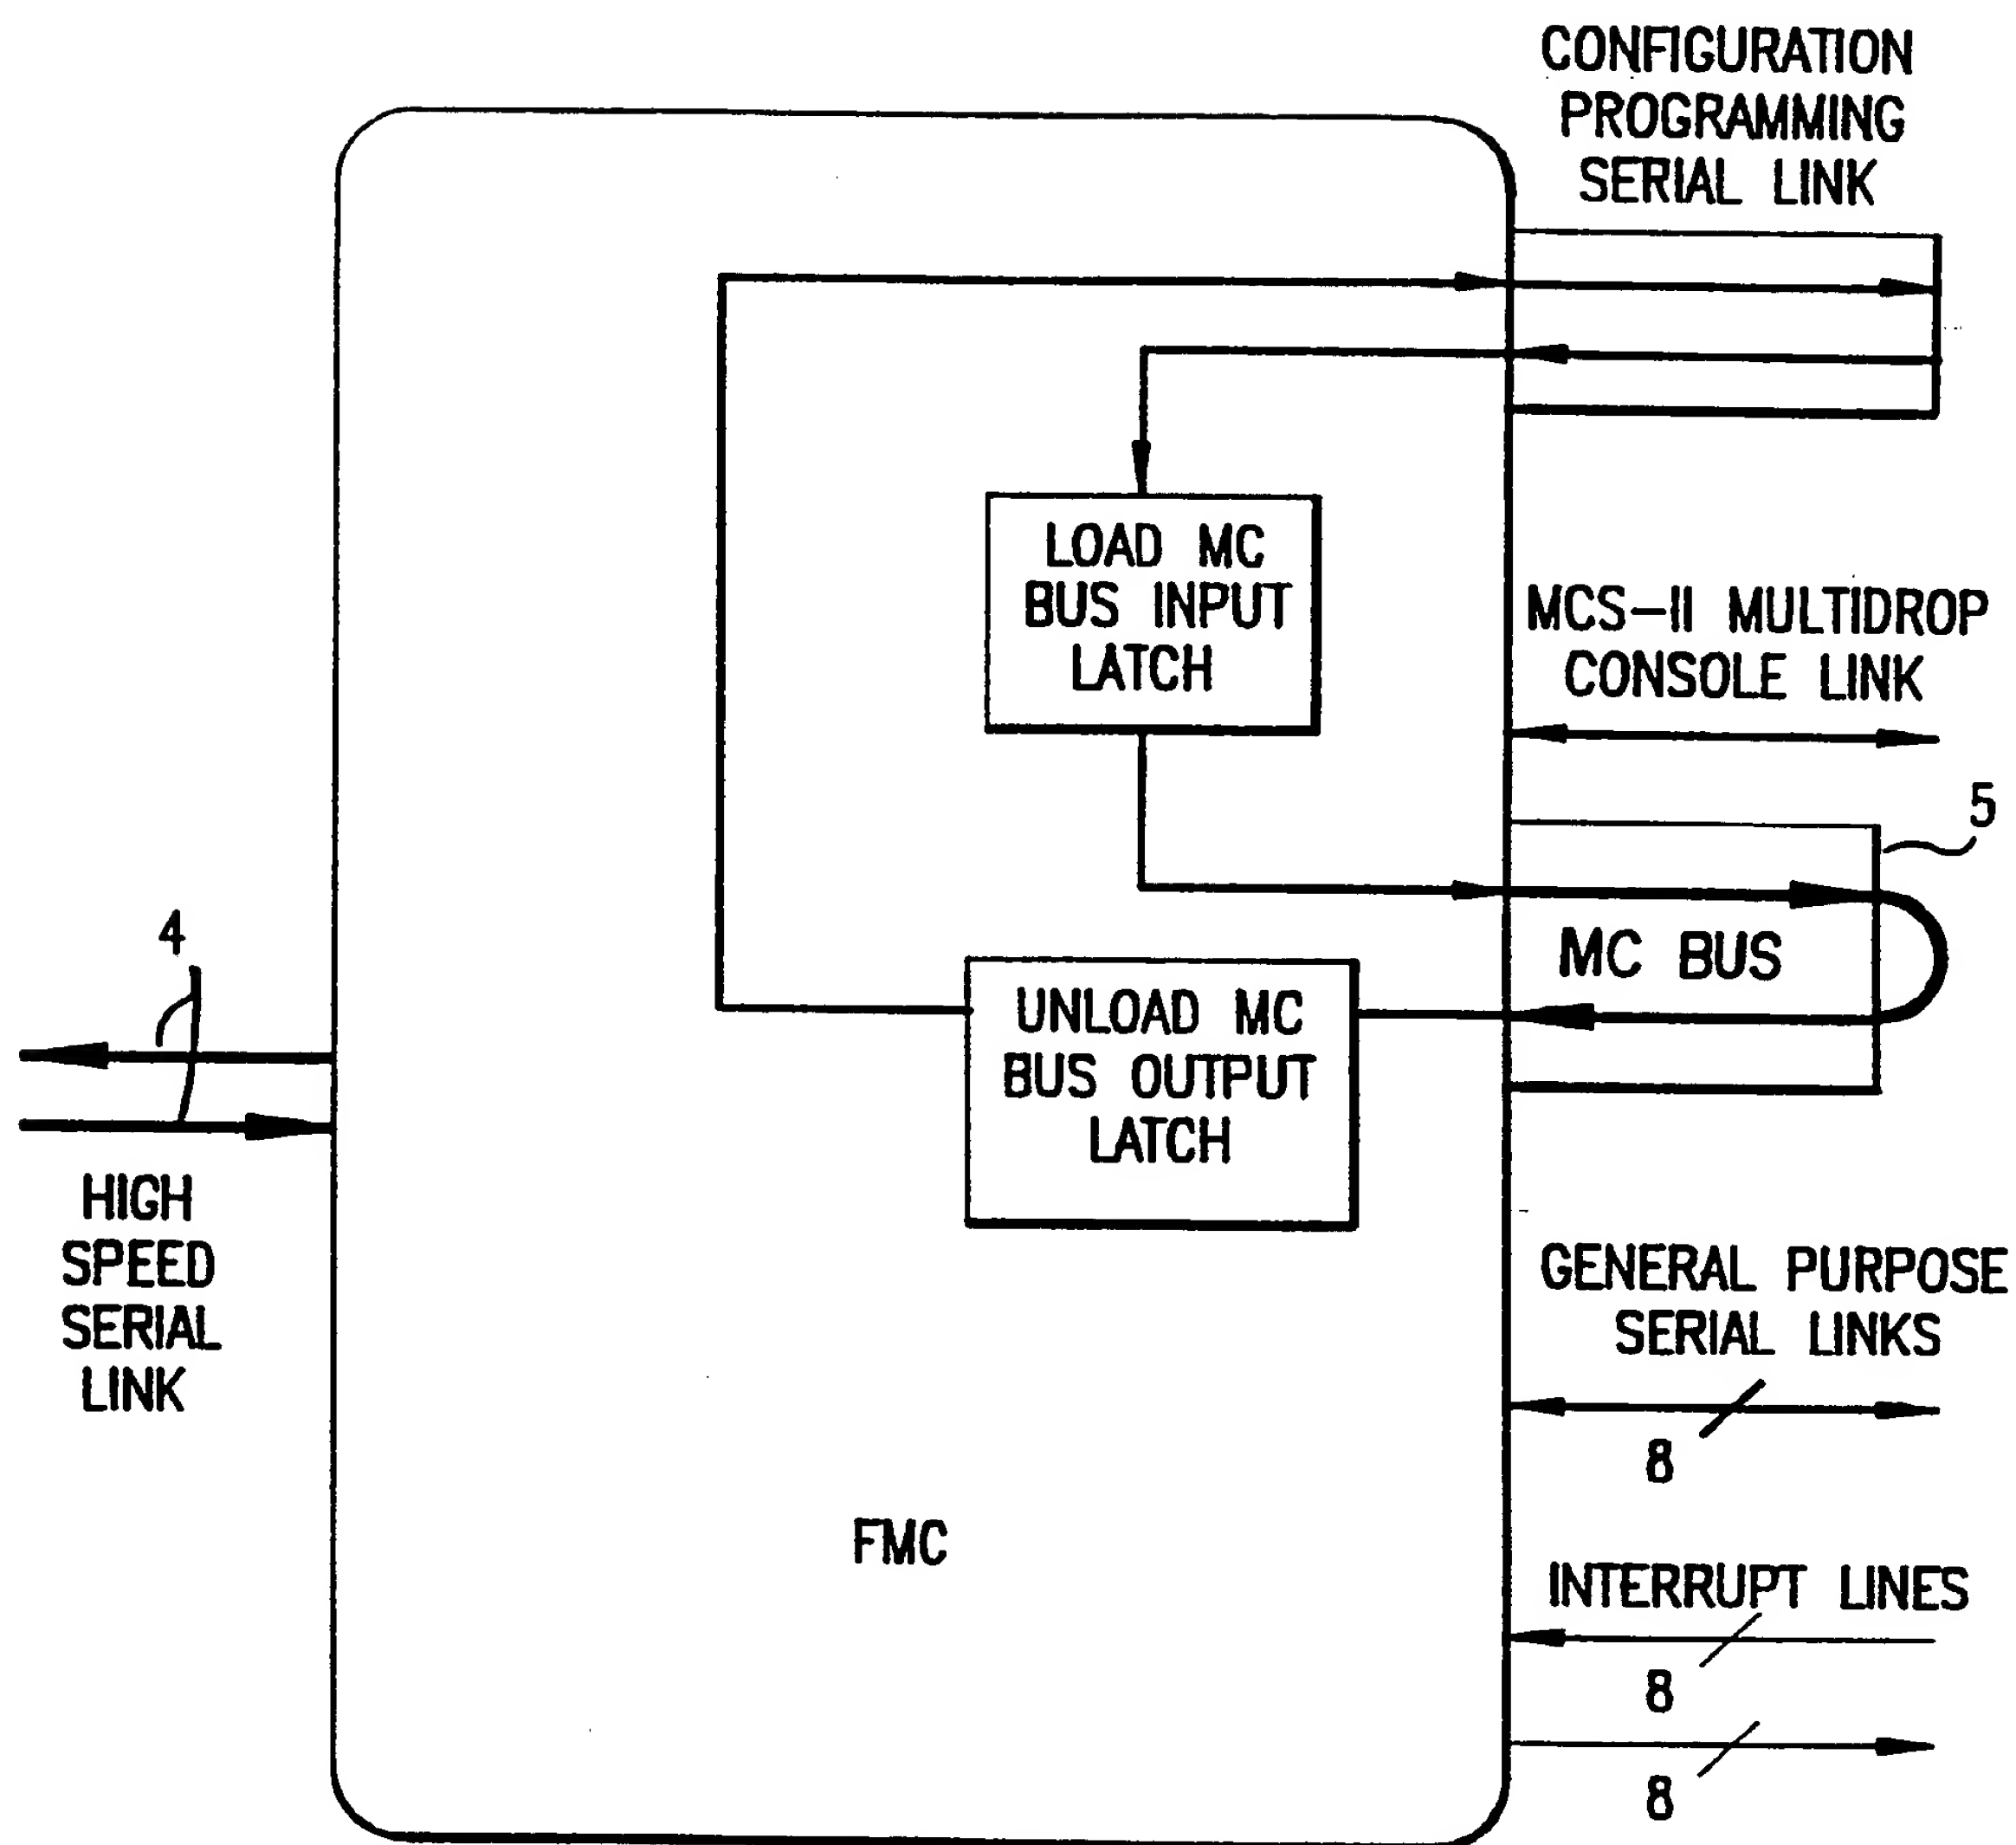 CONFIGURATION
PROGRAMMING
SERIAL LINK
LOAD MC
BUS INPUT
LATCH
MCS-II MULTIDROP
CONSOLE LINK
5
4
MC BUS
UNLOAD MC
BUS OUTPUT
LATCH
HIGH
SPEED
SERIAL
LINK
GENERAL PURPOSE
SERIAL LINKS
8
FMC
INTERRUPT LINES
8
8